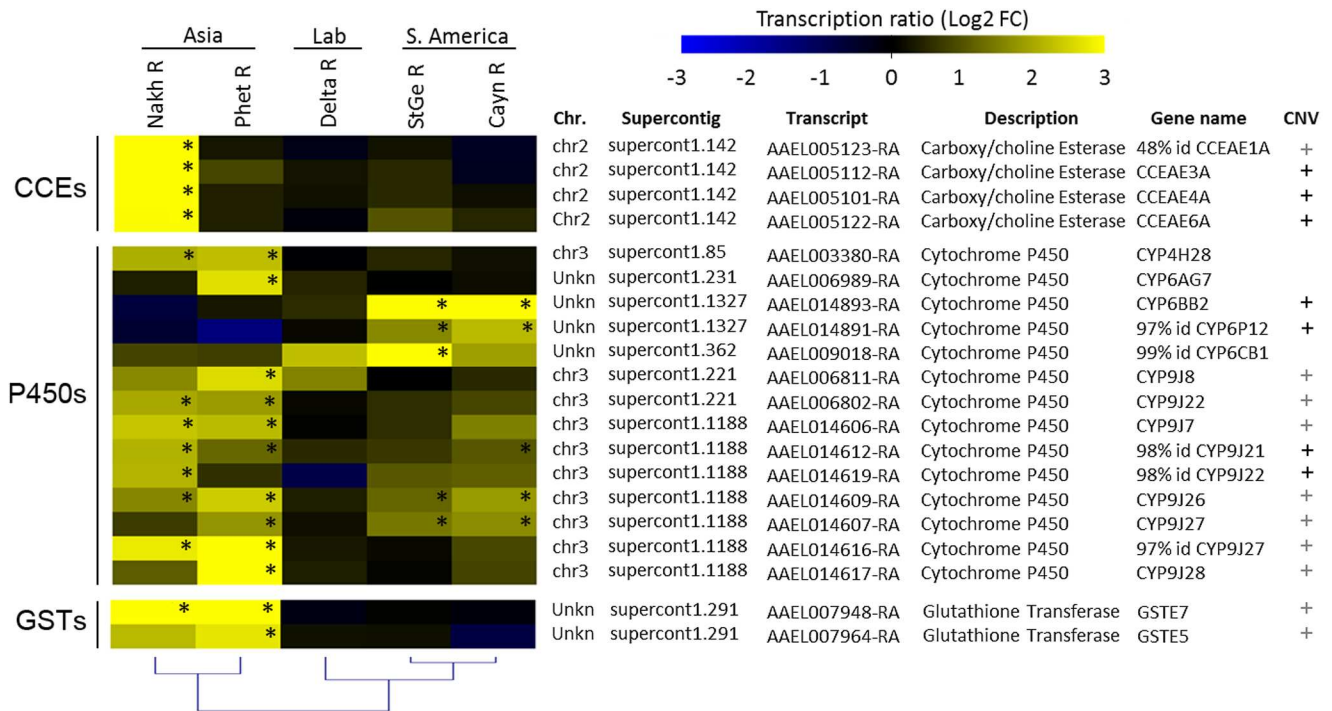 Transcription ratio (Log2 FC)
-3 -2 -1 0 1 2 3
Asia Lab S. America
Nakh R Phet R Delta R StGe R Cayn R
Chr. Supercontig Transcript Description Gene name CNV
CCEs
* chr2 supercont1.142 AAEL005123-RA Carboxy/choline Esterase 48% id CCEAE1A +
* chr2 supercont1.142 AAEL005112-RA Carboxy/choline Esterase CCEAE3A +
* chr2 supercont1.142 AAEL005101-RA Carboxy/choline Esterase CCEAE4A +
* Chr2 supercont1.142 AAEL005122-RA Carboxy/choline Esterase CCEAE6A +
P450s
* * chr3 supercont1.85 AAEL003380-RA Cytochrome P450 CYP4H28
* Unkn supercont1.231 AAEL006989-RA Cytochrome P450 CYP6AG7
* * Unkn supercont1.1327 AAEL014893-RA Cytochrome P450 CYP6BB2 +
* * Unkn supercont1.1327 AAEL014891-RA Cytochrome P450 97% id CYP6P12 +
* Unkn supercont1.362 AAEL009018-RA Cytochrome P450 99% id CYP6CB1
* chr3 supercont1.221 AAEL006811-RA Cytochrome P450 CYP9J8 +
* * chr3 supercont1.221 AAEL006802-RA Cytochrome P450 CYP9J22 +
* * chr3 supercont1.1188 AAEL014606-RA Cytochrome P450 CYP9J7 +
* * * chr3 supercont1.1188 AAEL014612-RA Cytochrome P450 98% id CYP9J21 +
* chr3 supercont1.1188 AAEL014619-RA Cytochrome P450 98% id CYP9J22 +
* * * * chr3 supercont1.1188 AAEL014609-RA Cytochrome P450 CYP9J26 +
* * * chr3 supercont1.1188 AAEL014607-RA Cytochrome P450 CYP9J27 +
* * chr3 supercont1.1188 AAEL014616-RA Cytochrome P450 97% id CYP9J27 +
* chr3 supercont1.1188 AAEL014617-RA Cytochrome P450 CYP9J28 +
GSTs
* * Unkn supercont1.291 AAEL007948-RA Glutathione Transferase GSTE7 +
* Unkn supercont1.291 AAEL007964-RA Glutathione Transferase GSTE5 +